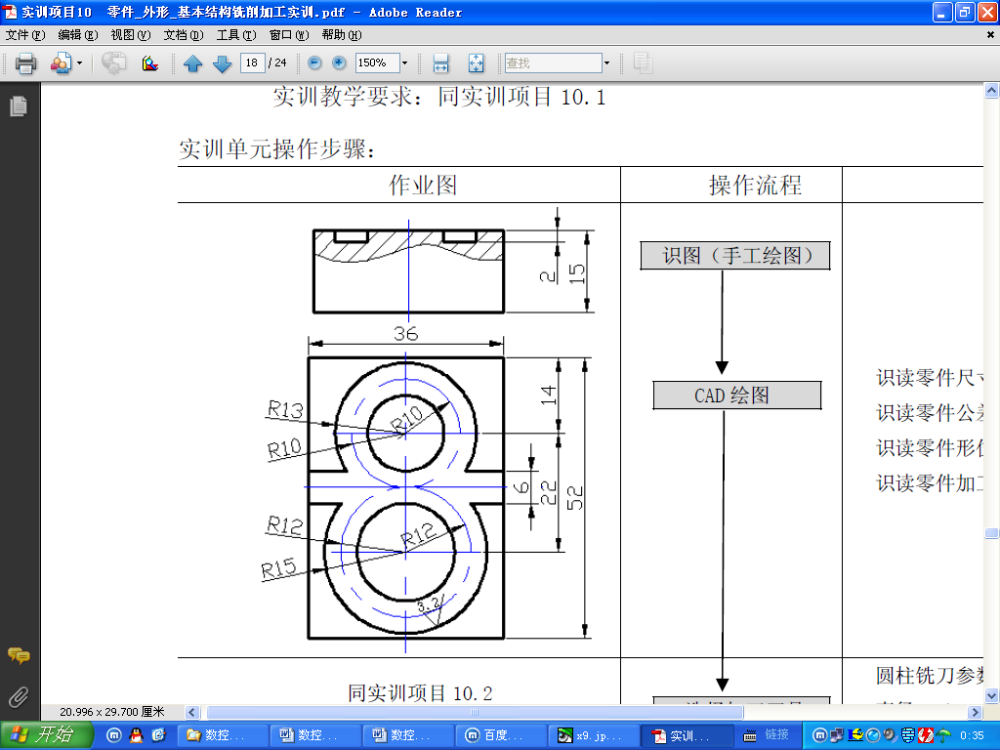 实训项目10 零件_外形_基本结构铣削加工实训.pdf - Adobe Reader
文件(F) 编辑(E) 视图(V) 文档(D) 工具(T) 窗口(W) 帮助(H)
18 / 24 150% 查找
实训教学要求：同实训项目 10.1
实训单元操作步骤：
作业图 操作流程
识图（手工绘图）
2
15
36
14
R13
R10
R10
CAD 绘图
识读零件尺
识读零件公
识读零件形
识读零件加
6
22
52
R12
R12
R15
3.2
同实训项目 10.2
圆柱铣刀参数
20.996 x 29.700 厘米
开始 数控... 数控... 数控... 百度... x9.jp... 实训... 链接 0:35